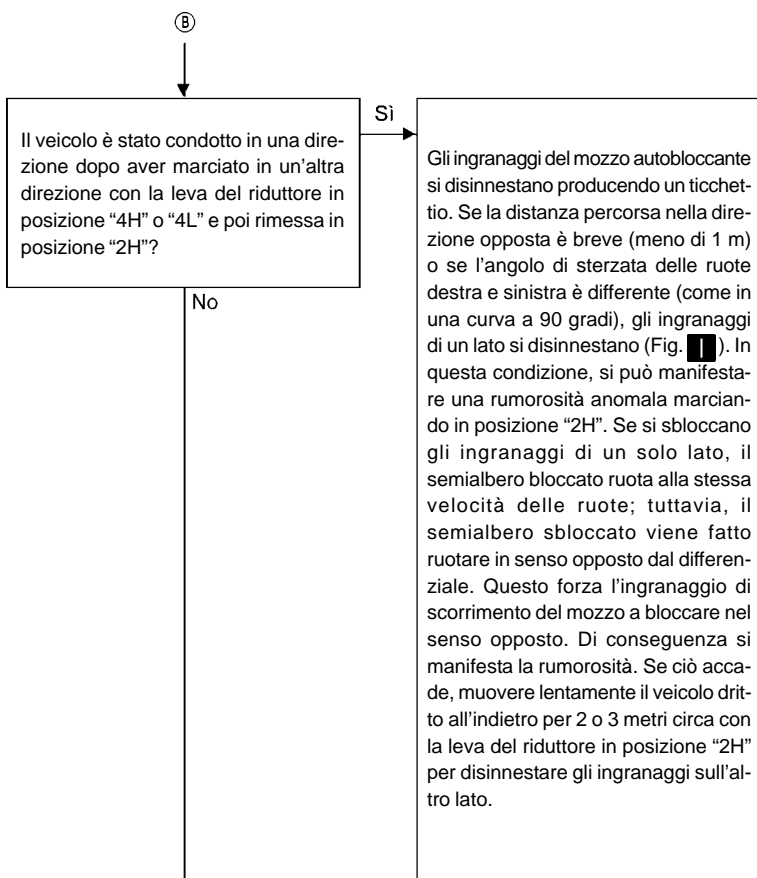 B
Sì
Il veicolo è stato condotto in una dire-
zione dopo aver marciato in un'altra
direzione con la leva del riduttore in
posizione “4H” o “4L” e poi rimessa in
posizione “2H”?
No
Gli ingranaggi del mozzo autobloccante
si disinnestano producendo un ticchet-
tio. Se la distanza percorsa nella dire-
zione opposta è breve (meno di 1 m)
o se l'angolo di sterzata delle ruote
destra e sinistra è differente (come in
una curva a 90 gradi), gli ingranaggi
di un lato si disinnestano (Fig. | ). In
questa condizione, si può manifesta-
re una rumorosità anomala marcian-
do in posizione “2H”. Se si sbloccano
gli ingranaggi di un solo lato, il
semialbero bloccato ruota alla stessa
velocità delle ruote; tuttavia, il
semialbero sbloccato viene fatto
ruotare in senso opposto dal differen-
ziale. Questo forza l'ingranaggio di
scorrimento del mozzo a bloccare nel
senso opposto. Di conseguenza si
manifesta la rumorosità. Se ciò acca-
de, muovere lentamente il veicolo drit-
to all'indietro per 2 o 3 metri circa con
la leva del riduttore in posizione “2H”
per disinnestare gli ingranaggi sull'al-
tro lato.